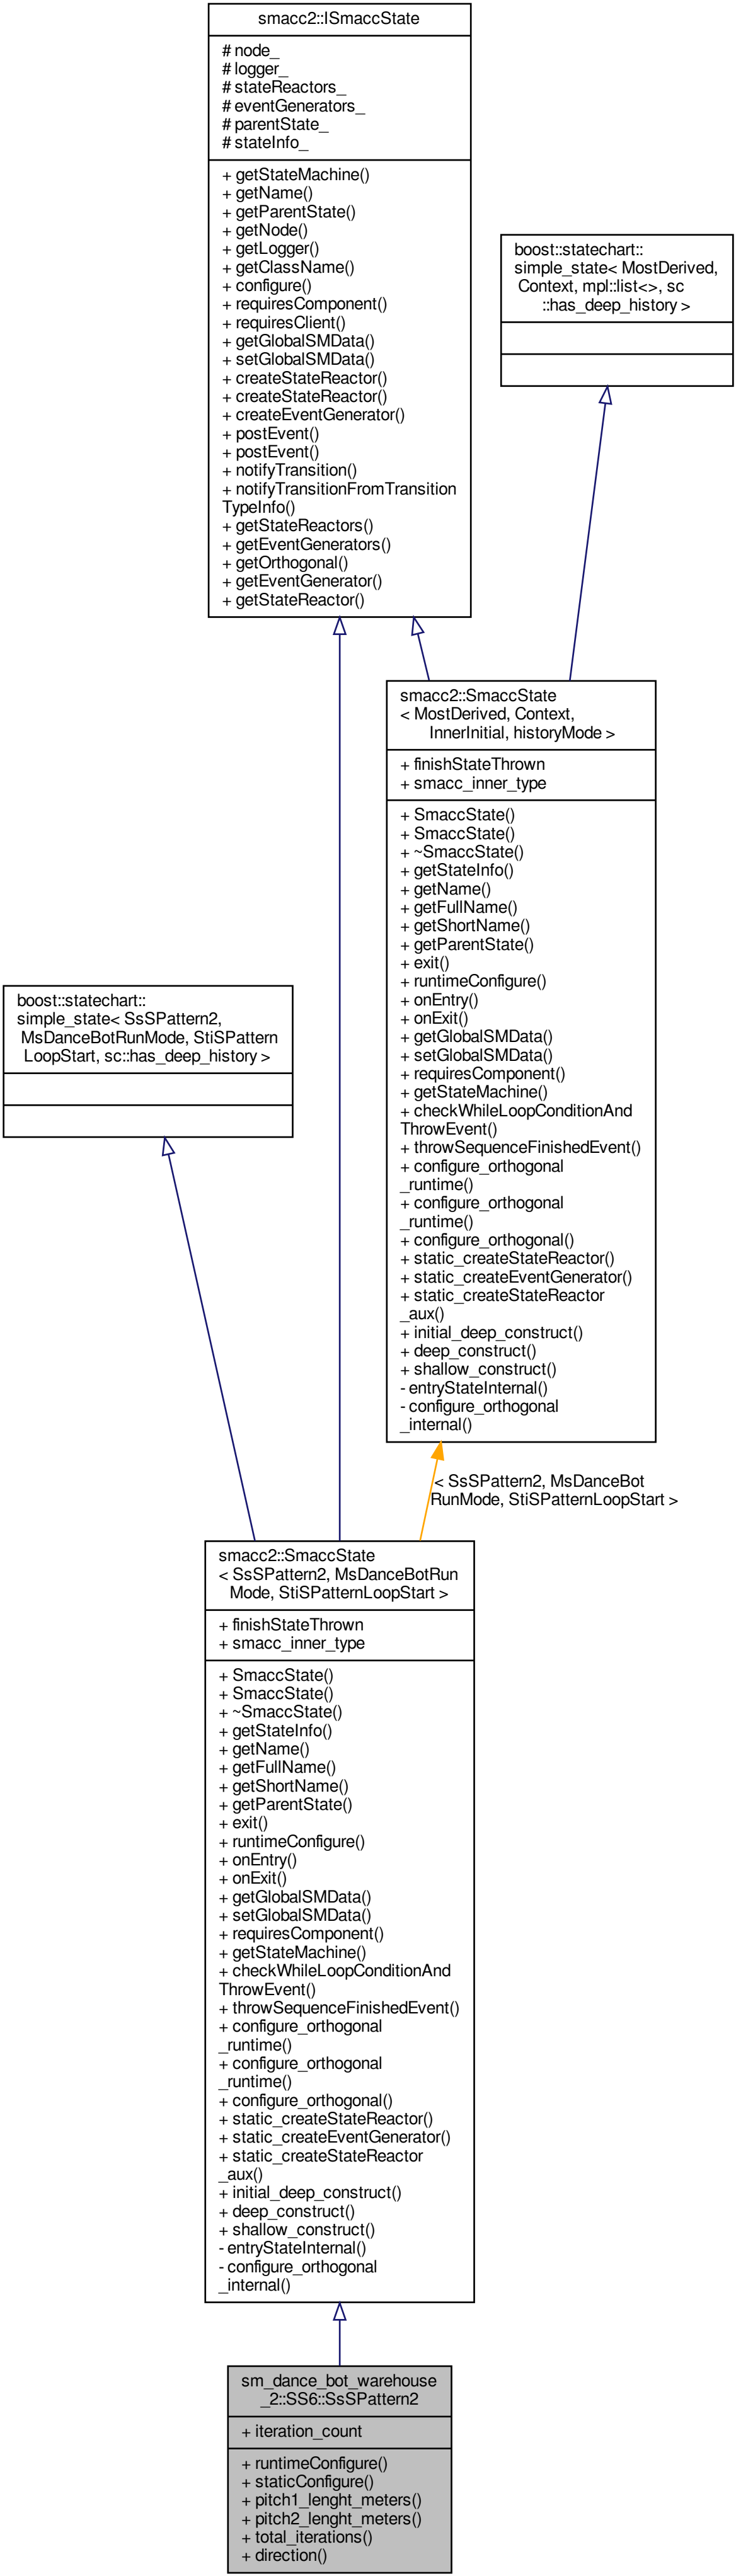 smacc2::ISmaccState
# node_
# logger_
# stateReactors_
# eventGenerators_
# parentState_
# stateInfo_
+ getStateMachine()
+ getName()
+ getParentState()
+ getNode()
+ getLogger()
+ getClassName()
+ configure()
+ requiresComponent()
+ requiresClient()
+ getGlobalSMData()
+ setGlobalSMData()
+ createStateReactor()
+ createStateReactor()
+ createEventGenerator()
+ postEvent()
+ postEvent()
+ notifyTransition()
+ notifyTransitionFromTransition
TypeInfo()
+ getStateReactors()
+ getEventGenerators()
+ getOrthogonal()
+ getEventGenerator()
+ getStateReactor()
boost::statechart::
simple_state< MostDerived,
Context, mpl::list<>, sc
::has_deep_history >
smacc2::SmaccState
< MostDerived, Context,
InnerInitial, historyMode >
+ finishStateThrown
+ smacc_inner_type
+ SmaccState()
+ SmaccState()
+ ~SmaccState()
+ getStateInfo()
+ getName()
+ getFullName()
+ getShortName()
+ getParentState()
+ exit()
+ runtimeConfigure()
+ onEntry()
+ onExit()
+ getGlobalSMData()
+ setGlobalSMData()
+ requiresComponent()
+ getStateMachine()
+ checkWhileLoopConditionAnd
ThrowEvent()
+ throwSequenceFinishedEvent()
+ configure_orthogonal
_runtime()
+ configure_orthogonal
_runtime()
+ configure_orthogonal()
+ static_createStateReactor()
+ static_createEventGenerator()
+ static_createStateReactor
_aux()
+ initial_deep_construct()
+ deep_construct()
+ shallow_construct()
- entryStateInternal()
- configure_orthogonal
_internal()
boost::statechart::
simple_state< SsSPattern2,
MsDanceBotRunMode, StiSPattern
LoopStart, sc::has_deep_history >
< SsSPattern2, MsDanceBot
RunMode, StiSPatternLoopStart >
smacc2::SmaccState
< SsSPattern2, MsDanceBotRun
Mode, StiSPatternLoopStart >
+ finishStateThrown
+ smacc_inner_type
+ SmaccState()
+ SmaccState()
+ ~SmaccState()
+ getStateInfo()
+ getName()
+ getFullName()
+ getShortName()
+ getParentState()
+ exit()
+ runtimeConfigure()
+ onEntry()
+ onExit()
+ getGlobalSMData()
+ setGlobalSMData()
+ requiresComponent()
+ getStateMachine()
+ checkWhileLoopConditionAnd
ThrowEvent()
+ throwSequenceFinishedEvent()
+ configure_orthogonal
_runtime()
+ configure_orthogonal
_runtime()
+ configure_orthogonal()
+ static_createStateReactor()
+ static_createEventGenerator()
+ static_createStateReactor
_aux()
+ initial_deep_construct()
+ deep_construct()
+ shallow_construct()
- entryStateInternal()
- configure_orthogonal
_internal()
sm_dance_bot_warehouse
_2::SS6::SsSPattern2
+ iteration_count
+ runtimeConfigure()
+ staticConfigure()
+ pitch1_lenght_meters()
+ pitch2_lenght_meters()
+ total_iterations()
+ direction()